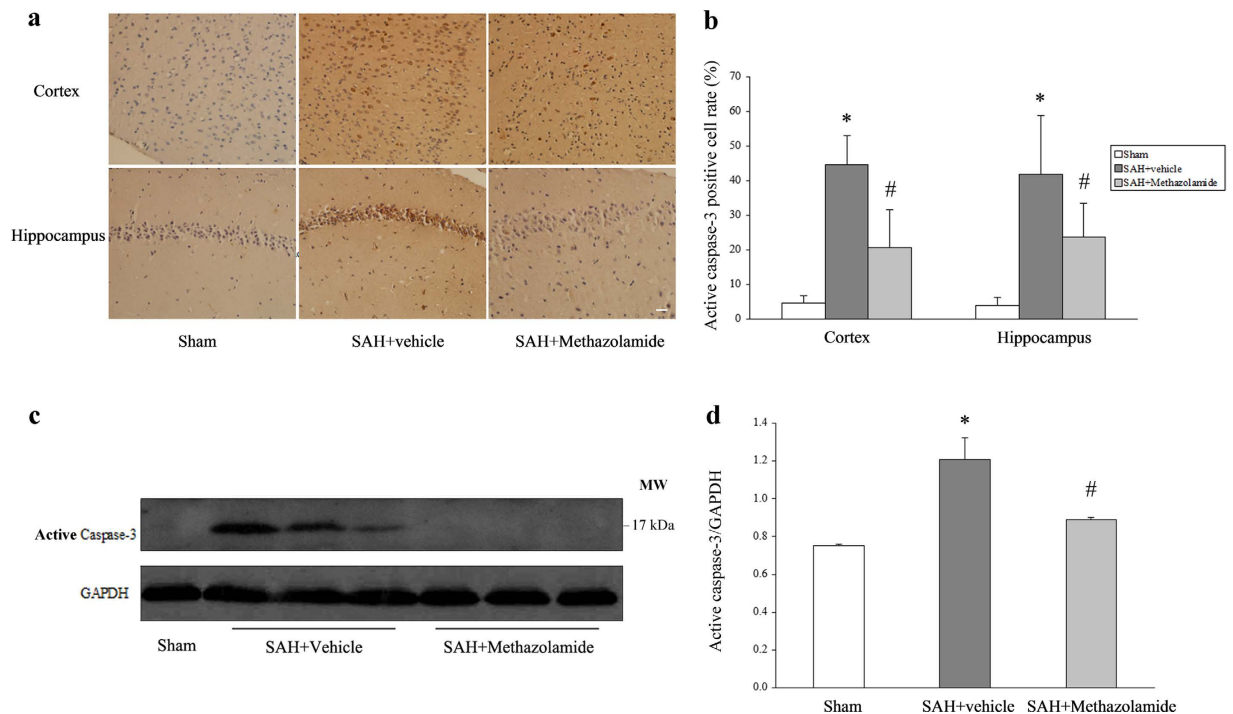 a
Cortex
Hippocampus
Sham
SAH+vehicle
SAH+Methazolamide
b
Active caspase-3 positive cell rate (%)
70
60
50
40
30
20
10
0
*
#
*
#
Cortex
Hippocampus
Sham
SAH+vehicle
SAH+Methazolamide
c
MW
Active Caspase-3
17 kDa
GAPDH
Sham
SAH+Vehicle
SAH+Methazolamide
d
Active caspase-3/GAPDH
1.4
1.2
1.0
0.8
0.6
0.4
0.2
0.0
*
#
Sham
SAH+vehicle
SAH+Methazolamide